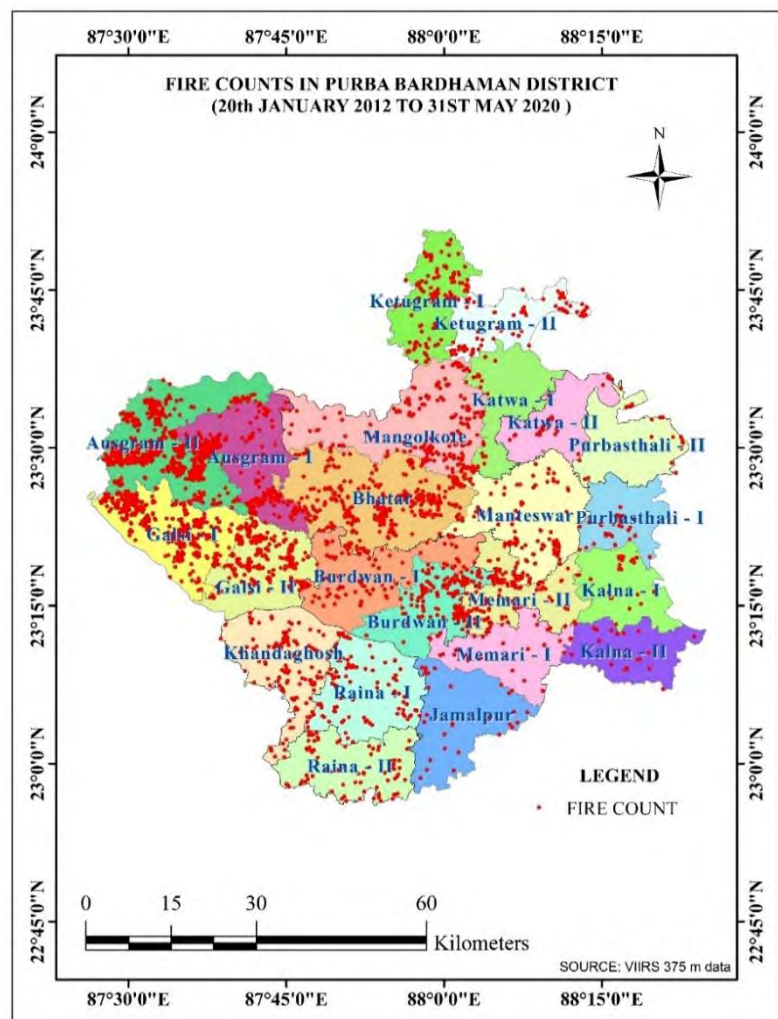 87°30'0"E 87°45'0"E 88°0'0"E 88°15'0"E
FIRE COUNTS IN PURBA BARDHAMAN DISTRICT
(20th JANUARY 2012 TO 31ST MAY 2020 )
N
24°0'0"N
24°0'0"N
23°45'0"N
23°45'0"N
Ketugram - I
Ketugram - II
Katwa - I
Katwa - II
Ausgram - II
Mangolkote
Purbasthali - II
23°30'0"N
23°30'0"N
Ausgram - I
Bhatar
Manteswar
Purbasthali - I
Galsi - I
Galsi - II
Burdwan - I
Memari - II
Kalna - I
23°15'0"N
23°15'0"N
Burdwan - II
Khandaghosh
Memari - I
Kalna - II
Raina - I
Jamalpur
Raina - II
23°0'0"N
23°0'0"N
LEGEND
FIRE COUNT
0 15 30 60
Kilometers
22°45'0"N
22°45'0"N
SOURCE: VIIRS 375 m data
87°30'0"E 87°45'0"E 88°0'0"E 88°15'0"E